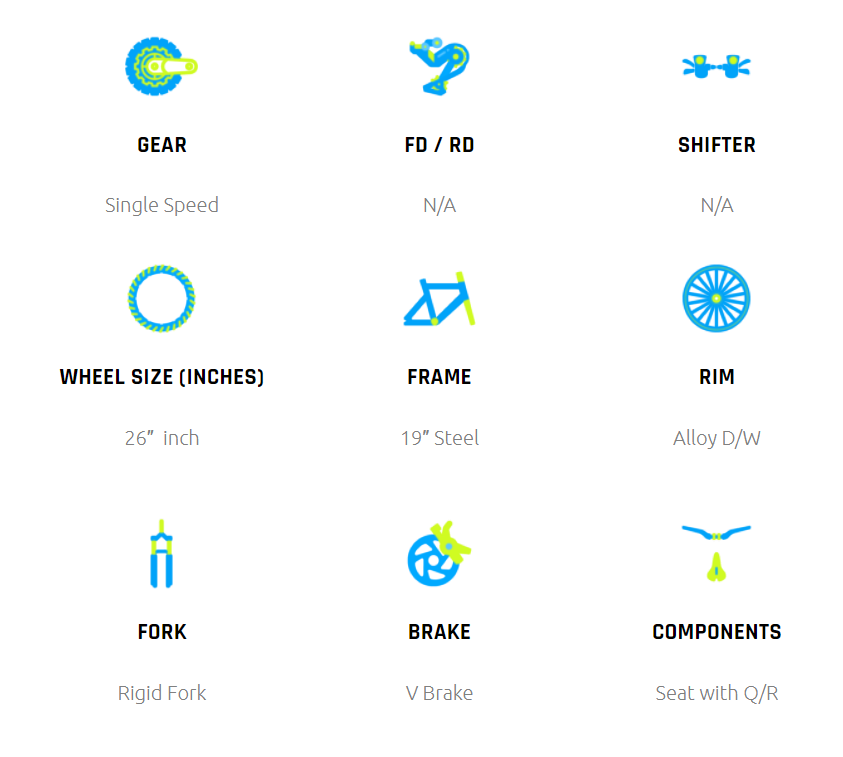 GEAR
FD / RD
SHIFTER
Single Speed
N/A
N/A
WHEEL SIZE (INCHES)
FRAME
RIM
26”  inch
19” Steel
Alloy D/W
FORK
BRAKE
COMPONENTS
Rigid Fork
V Brake
Seat with Q/R